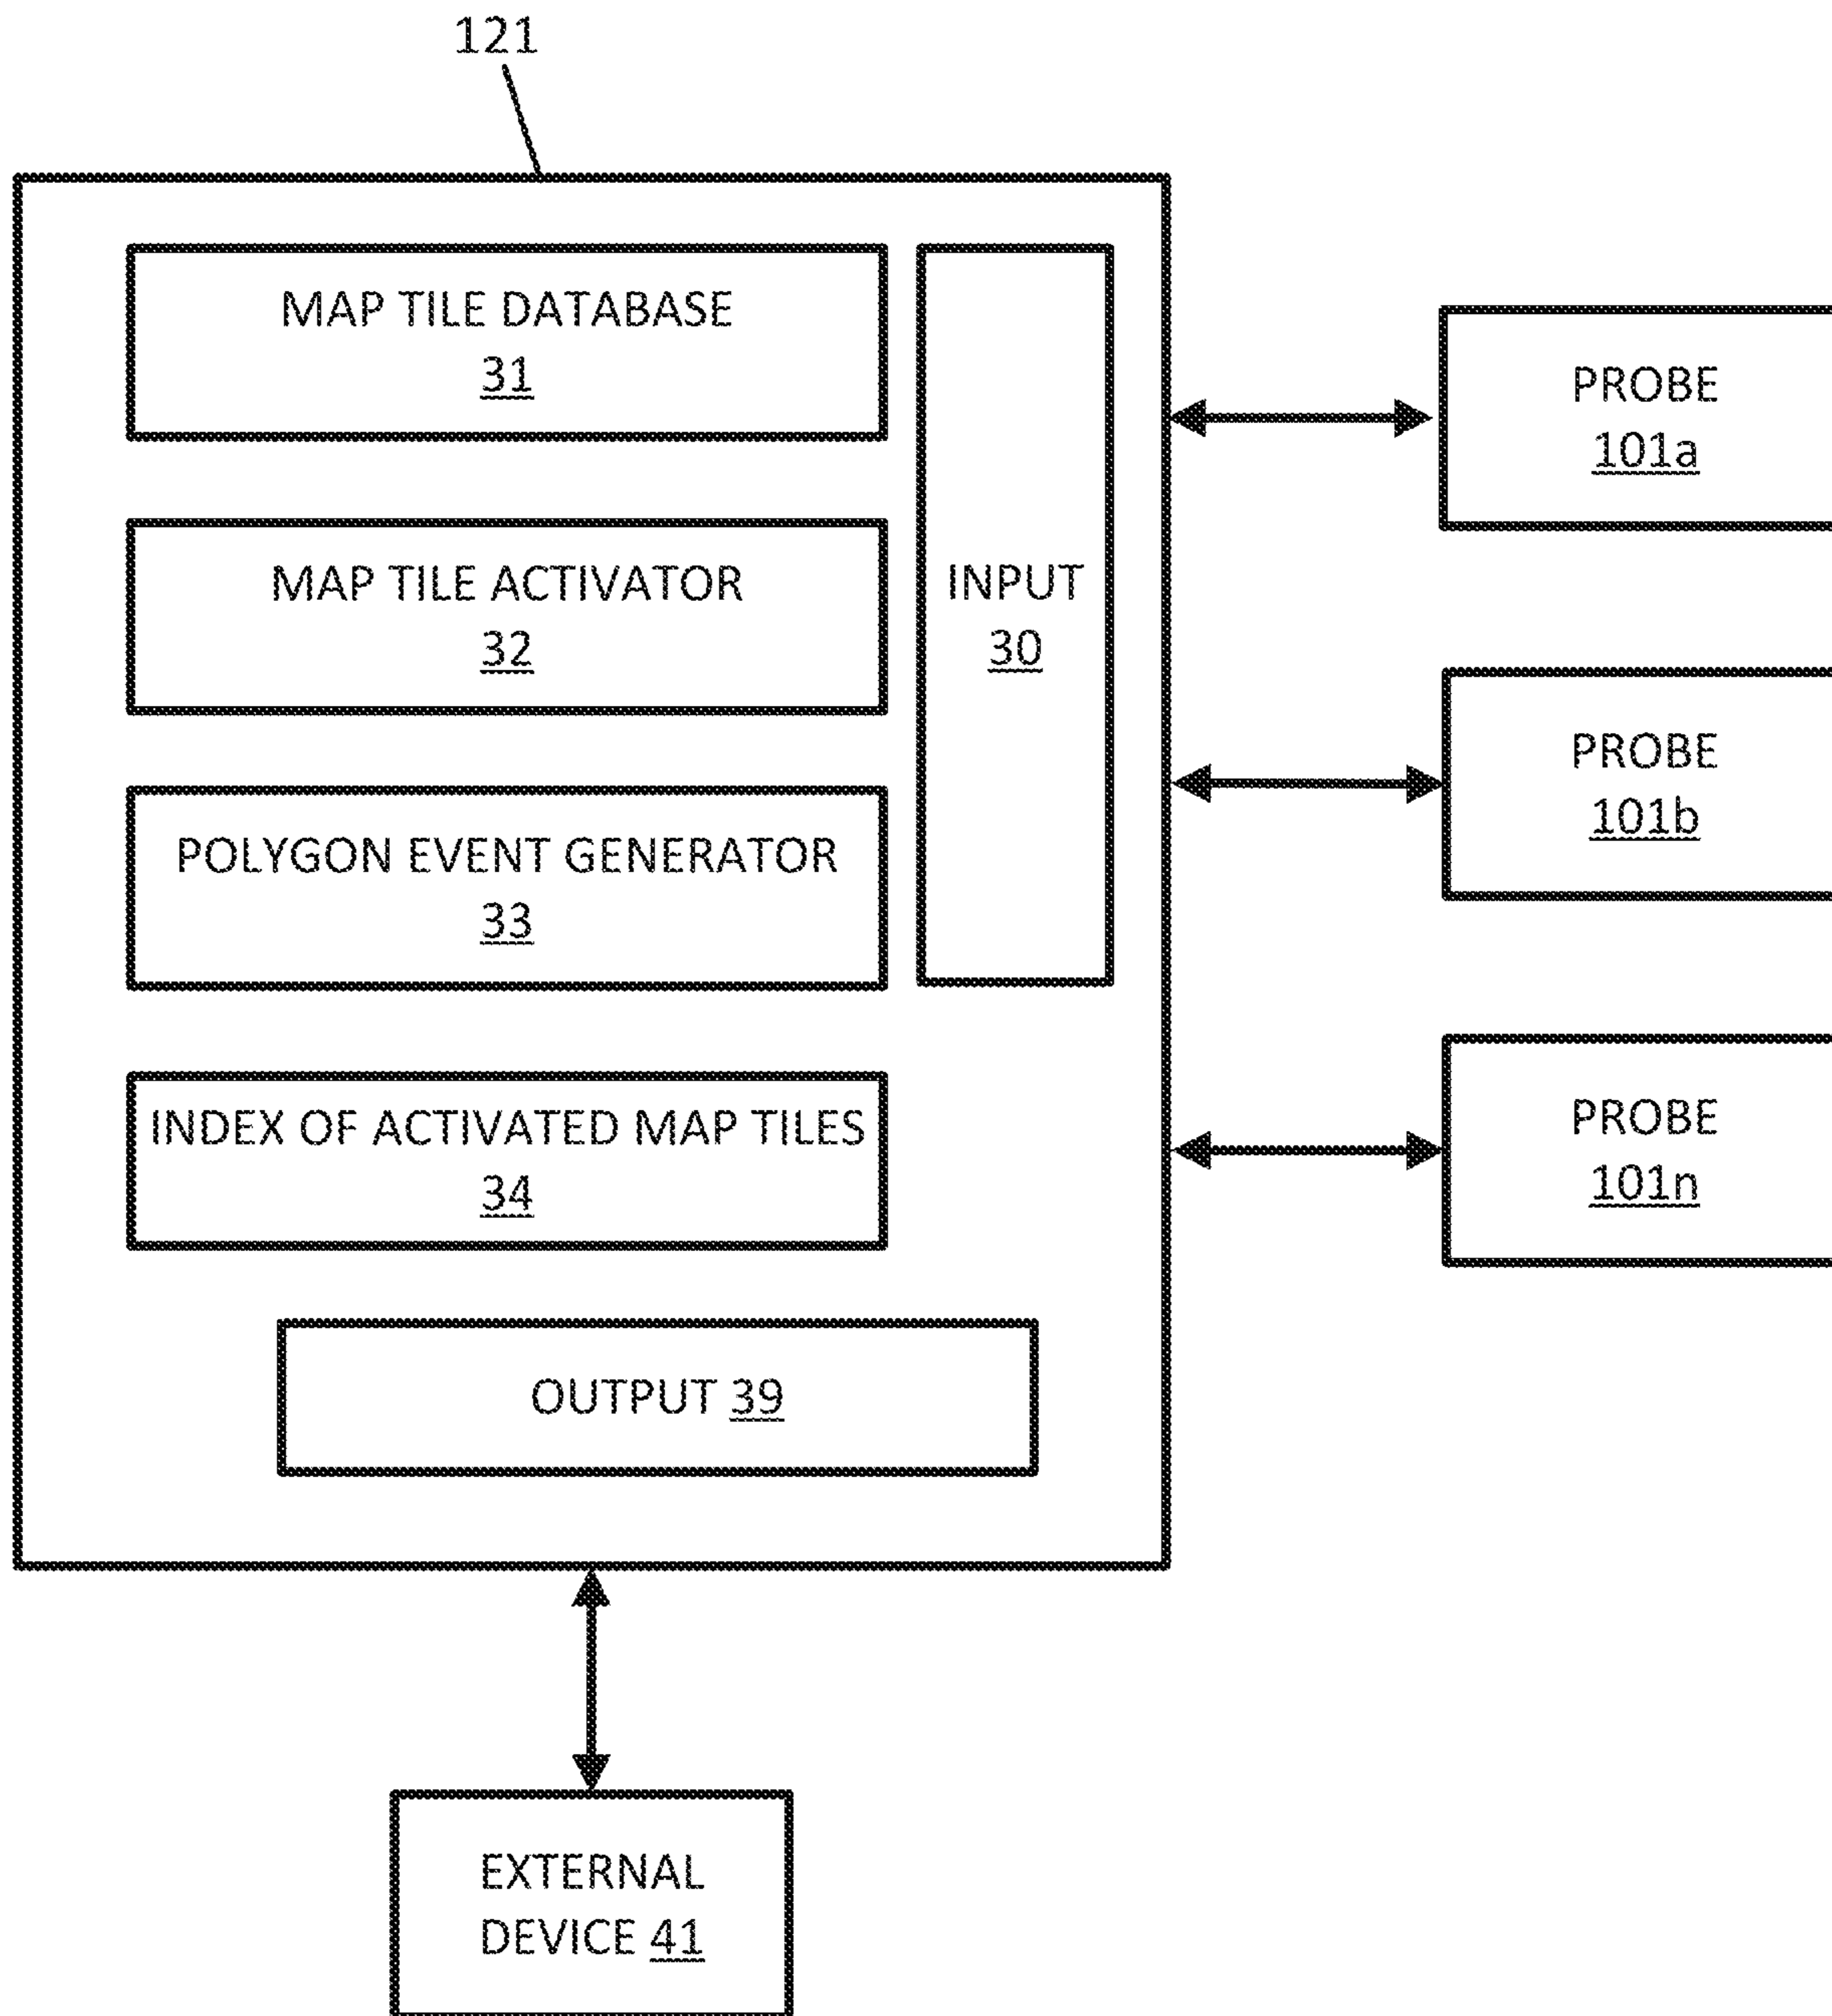 121
MAP TILE DATABASE
31
MAP TILE ACTIVATOR
32
POLYGON EVENT GENERATOR
33
INDEX OF ACTIVATED MAP TILES
34
INPUT
30
OUTPUT 39
PROBE
101a
PROBE
101b
PROBE
101n
EXTERNAL
DEVICE 41